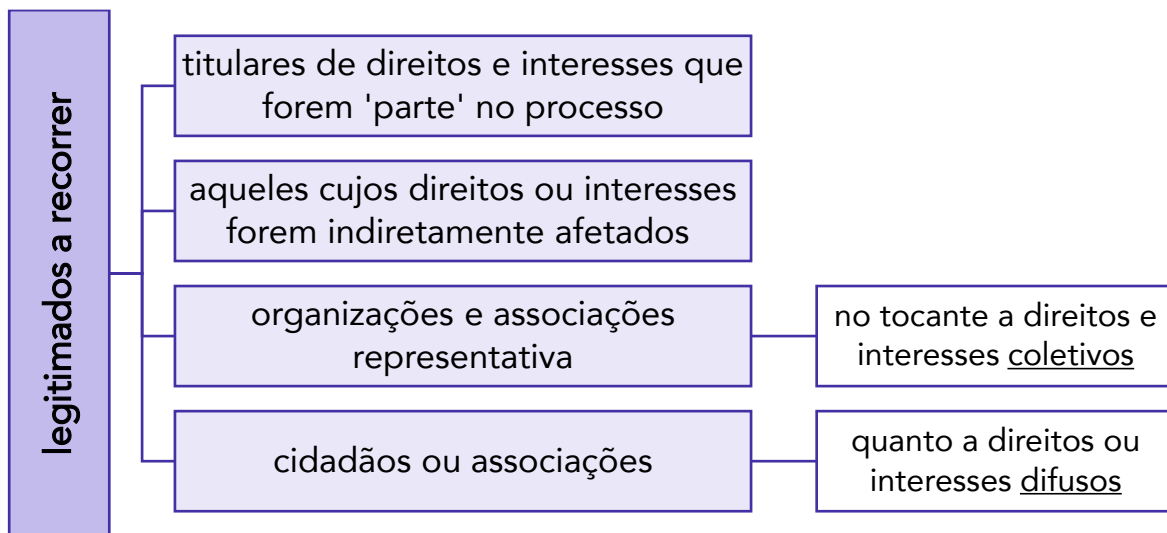 legitimados a recorrer
titulares de direitos e interesses que
forem 'parte' no processo
aqueles cujos direitos ou interesses
forem indiretamente afetados
organizações e associações
representativa
no tocante a direitos e
interesses coletivos
cidadãos ou associações
quanto a direitos ou
interesses difusos